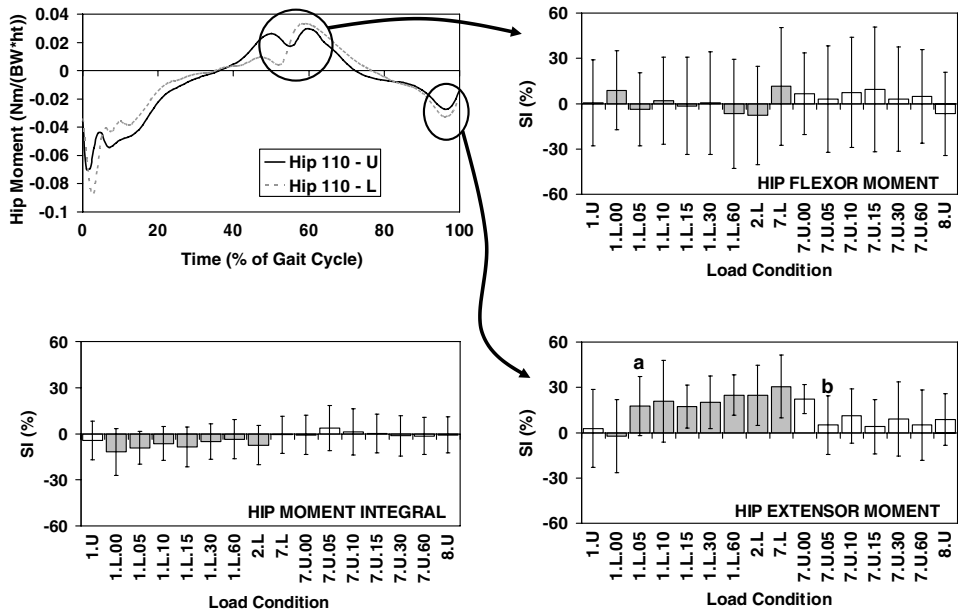 Hip Moment (Nm/(BW*ht))
0.04
0.02
0
-0.02
-0.04
-0.06
-0.08
-0.1
Hip 110 - U
Hip 110 - L
0 20 40 60 80 100
Time (% of Gait Cycle)
SI (%)
60
30
0
-30
-60
HIP FLEXOR MOMENT
1.U
1.L.00
1.L.05
1.L.10
1.L.15
1.L.30
1.L.60
2.L
7.L
7.U.00
7.U.05
7.U.10
7.U.15
7.U.30
7.U.60
8.U
Load Condition
SI (%)
60
30
0
-30
-60
HIP MOMENT INTEGRAL
1.U
1.L.00
1.L.05
1.L.10
1.L.15
1.L.30
1.L.60
2.L
7.L
7.U.00
7.U.05
7.U.10
7.U.15
7.U.30
7.U.60
8.U
Load Condition
SI (%)
60
30
0
-30
-60
a
b
HIP EXTENSOR MOMENT
1.U
1.L.00
1.L.05
1.L.10
1.L.15
1.L.30
1.L.60
2.L
7.L
7.U.00
7.U.05
7.U.10
7.U.15
7.U.30
7.U.60
8.U
Load Condition